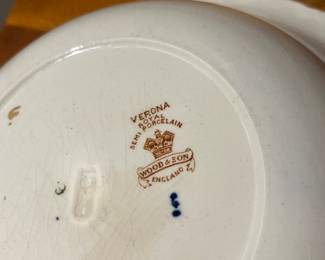 VERONA
ROYAL
SEMI PORCELAIN
WOOD & SON
ENGLAND